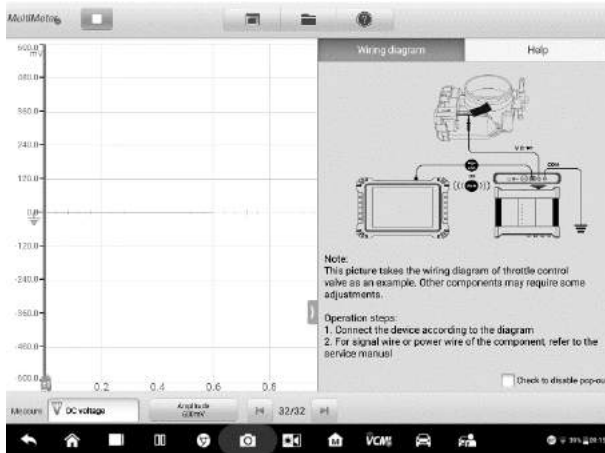 MultiMeter
600.0
mV
480.0
360.0
240.0
120.0
0.0
-120.0
-240.0
-360.0
-480.0
-600.0
0.2
0.4
0.6
0.8
Wiring diagram
Help
COM
Note:
This picture takes the wiring diagram of throttle control
valve as an example. Other components may require some
adjustments.
Operation steps:
1. Connect the device according to the diagram
2. For signal wire or power wire of the component, refer to the
service manual
Check to disable pop-ou
Measure
DC voltage
Amplitude
600mV
32/32
VCMI
39%